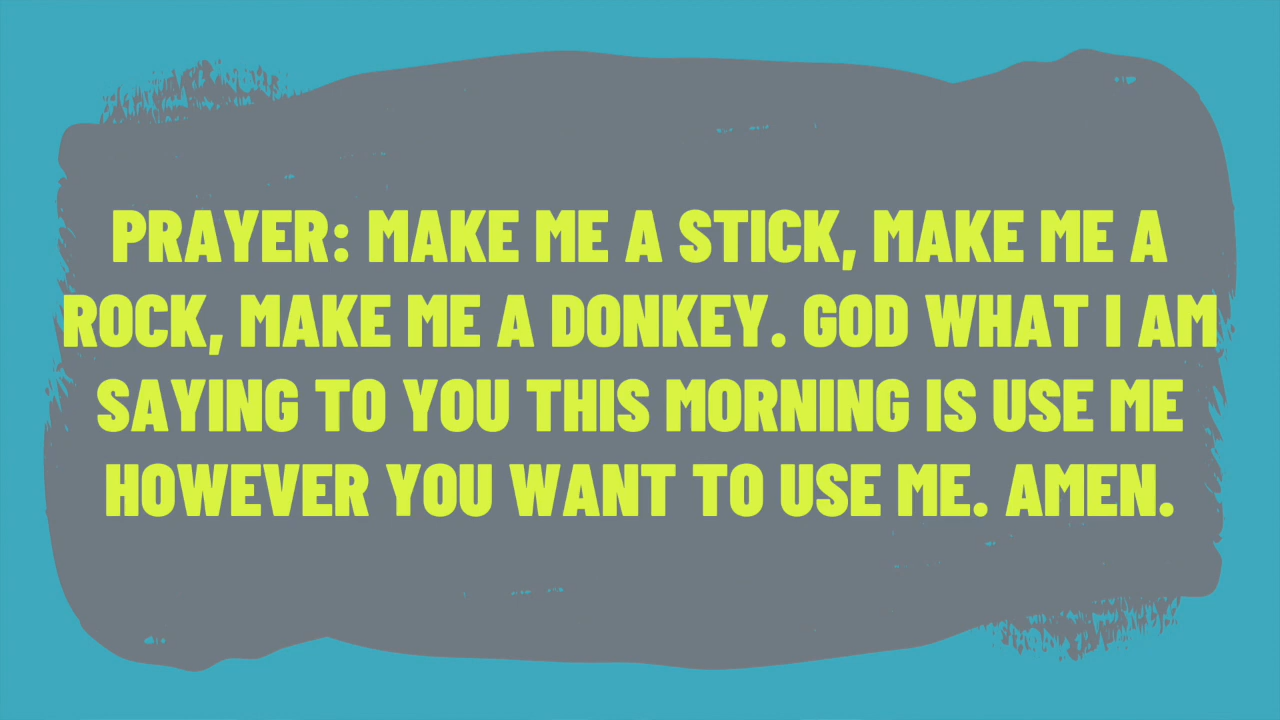 PRAYER: MAKE ME A STICK, MAKE ME A
ROCK, MAKE ME A DONKEY. GOD WHAT I AM
SAYING TO YOU THIS MORNING IS USE ME
HOWEVER YOU WANT TO USE ME. AMEN.